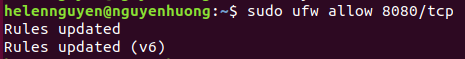 helennguyen@nguyenhuong:~$ sudo ufw allow 8080/tcp
Rules updated
Rules updated (v6)